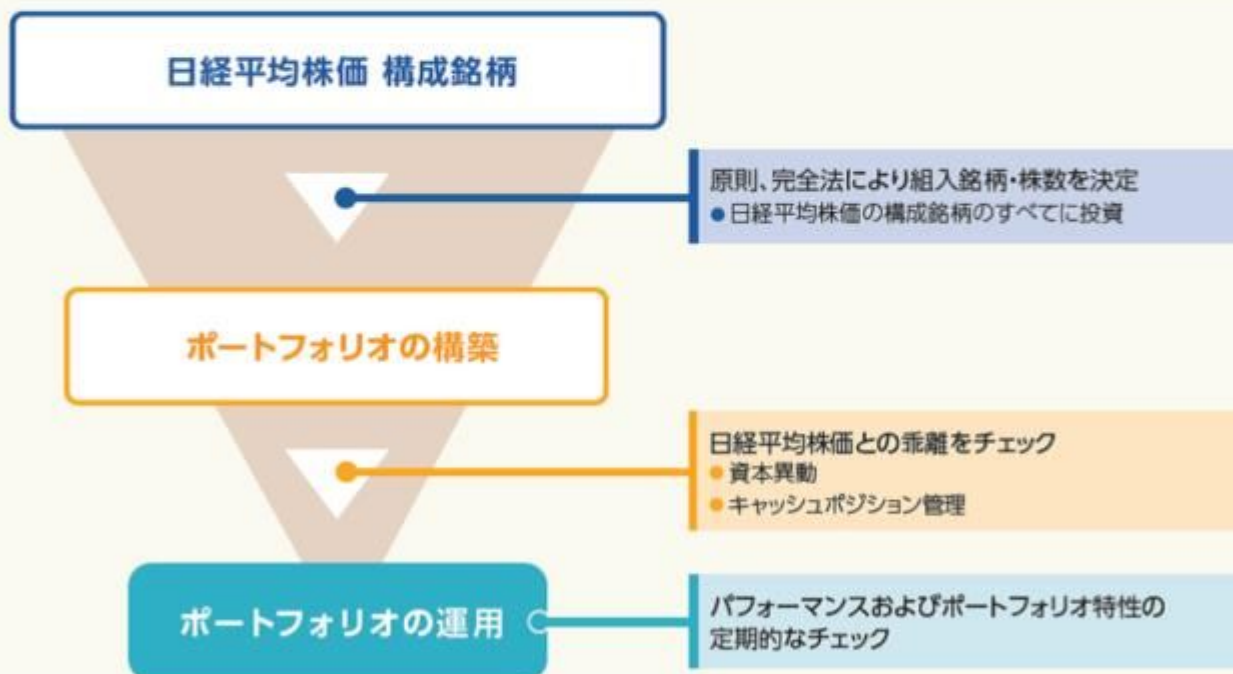 日経平均株価 構成銘柄
原則、完全法により組入銘柄・株数を決定
● 日経平均株価の構成銘柄のすべてに投資
ポートフォリオの構築
日経平均株価との乖離をチェック
● 資本異動
● キャッシュポジション管理
ポートフォリオの運用
パフォーマンスおよびポートフォリオ特性の
定期的なチェック